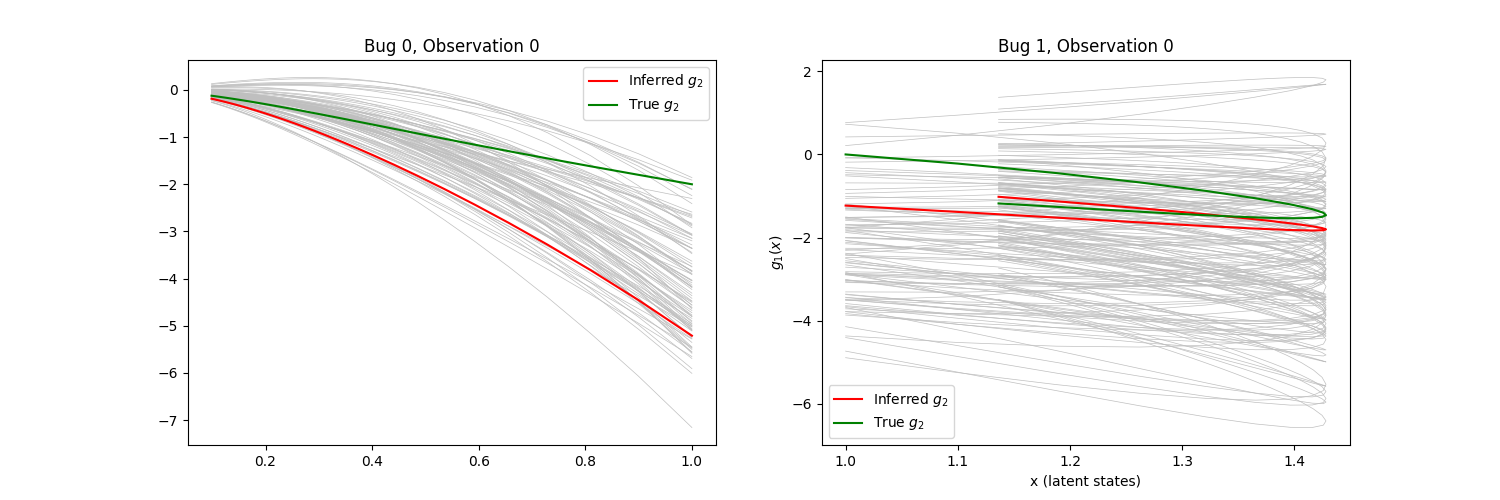 Bug 0, Observation 0
Inferred g₂
True g₂
0
−1
−2
−3
−4
−5
−6
−7
0.2 0.4 0.6 0.8 1.0
Bug 1, Observation 0
g₁(x)
2
0
−2
−4
−6
Inferred g₂
True g₂
1.0 1.1 1.2 1.3 1.4
x (latent states)